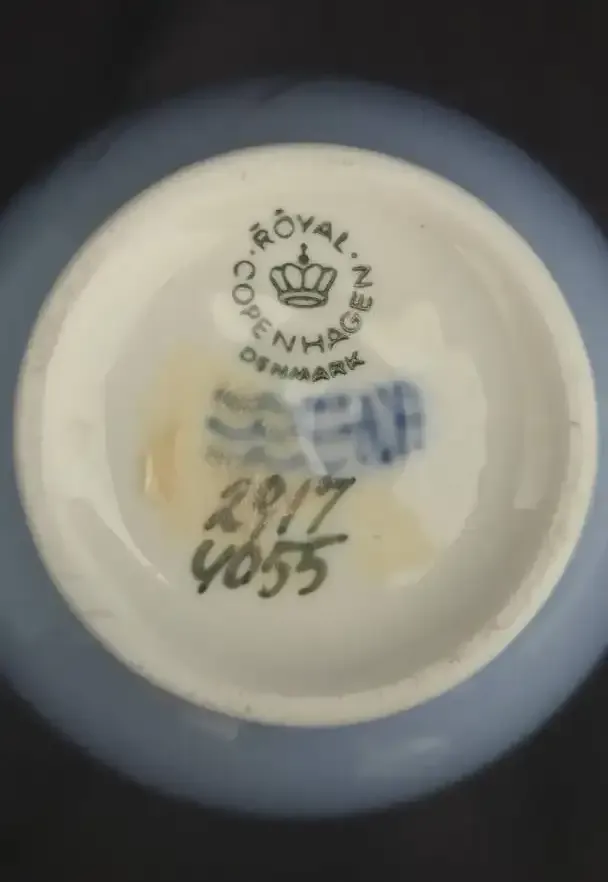 ROYAL
COPENHAGEN
DENMARK
2917
4055